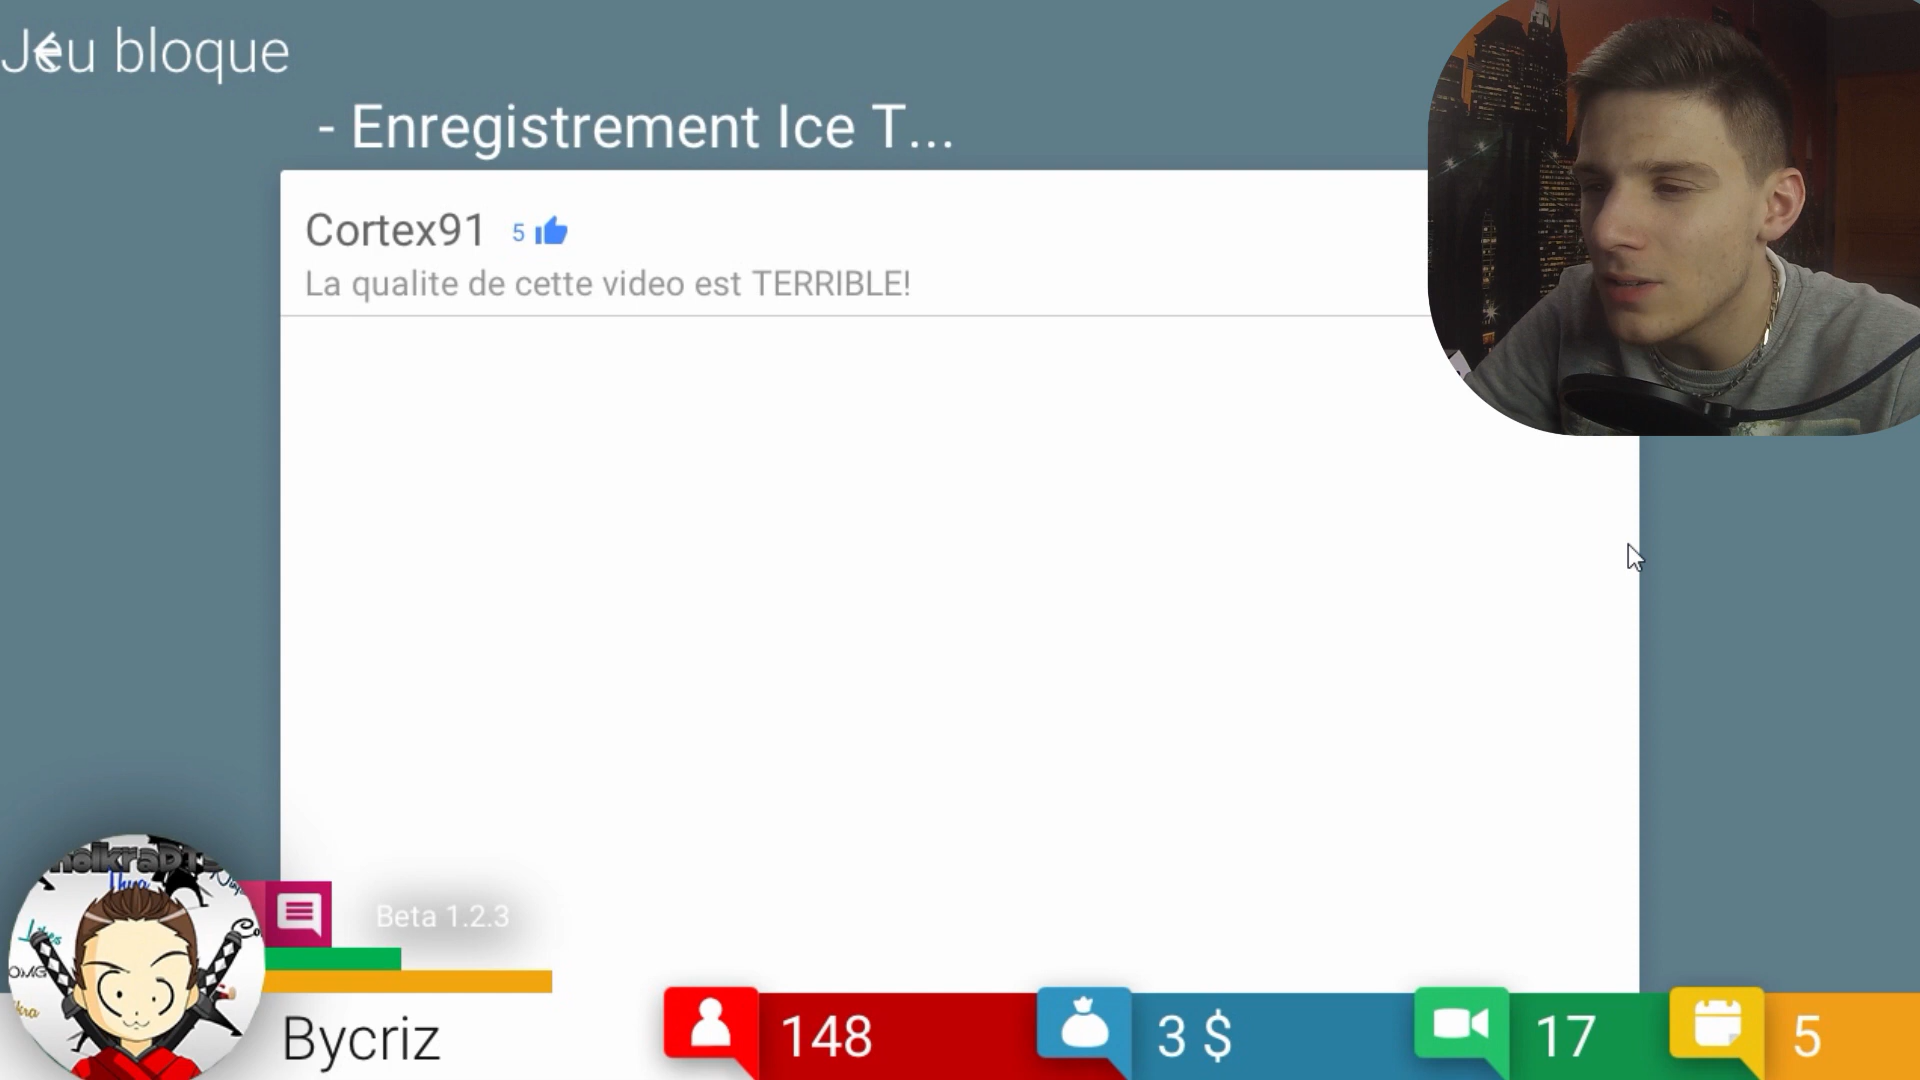 Jeu bloque
- Enregistrement Ice T...
Cortex91 5
La qualite de cette video est TERRIBLE!
Beta 1.2.3
OMG
Bycriz
148
3 $
17
5